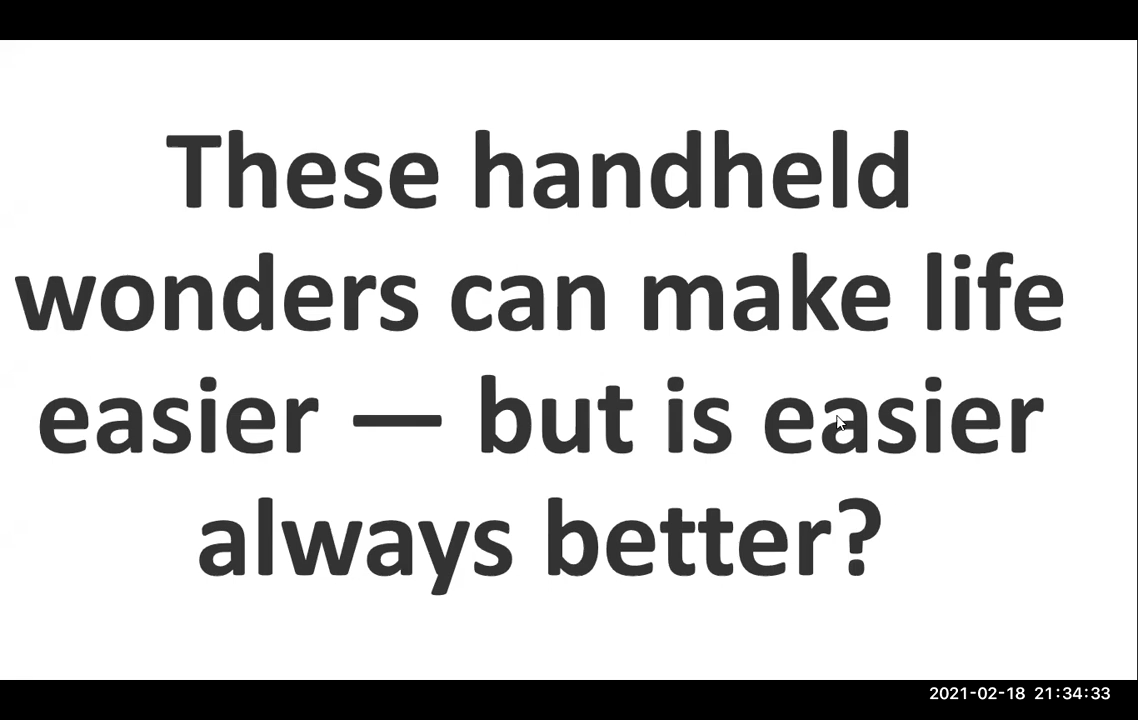 These handheld
wonders can make life
easier — but is easier
always better?
2021-02-18 21:34:33